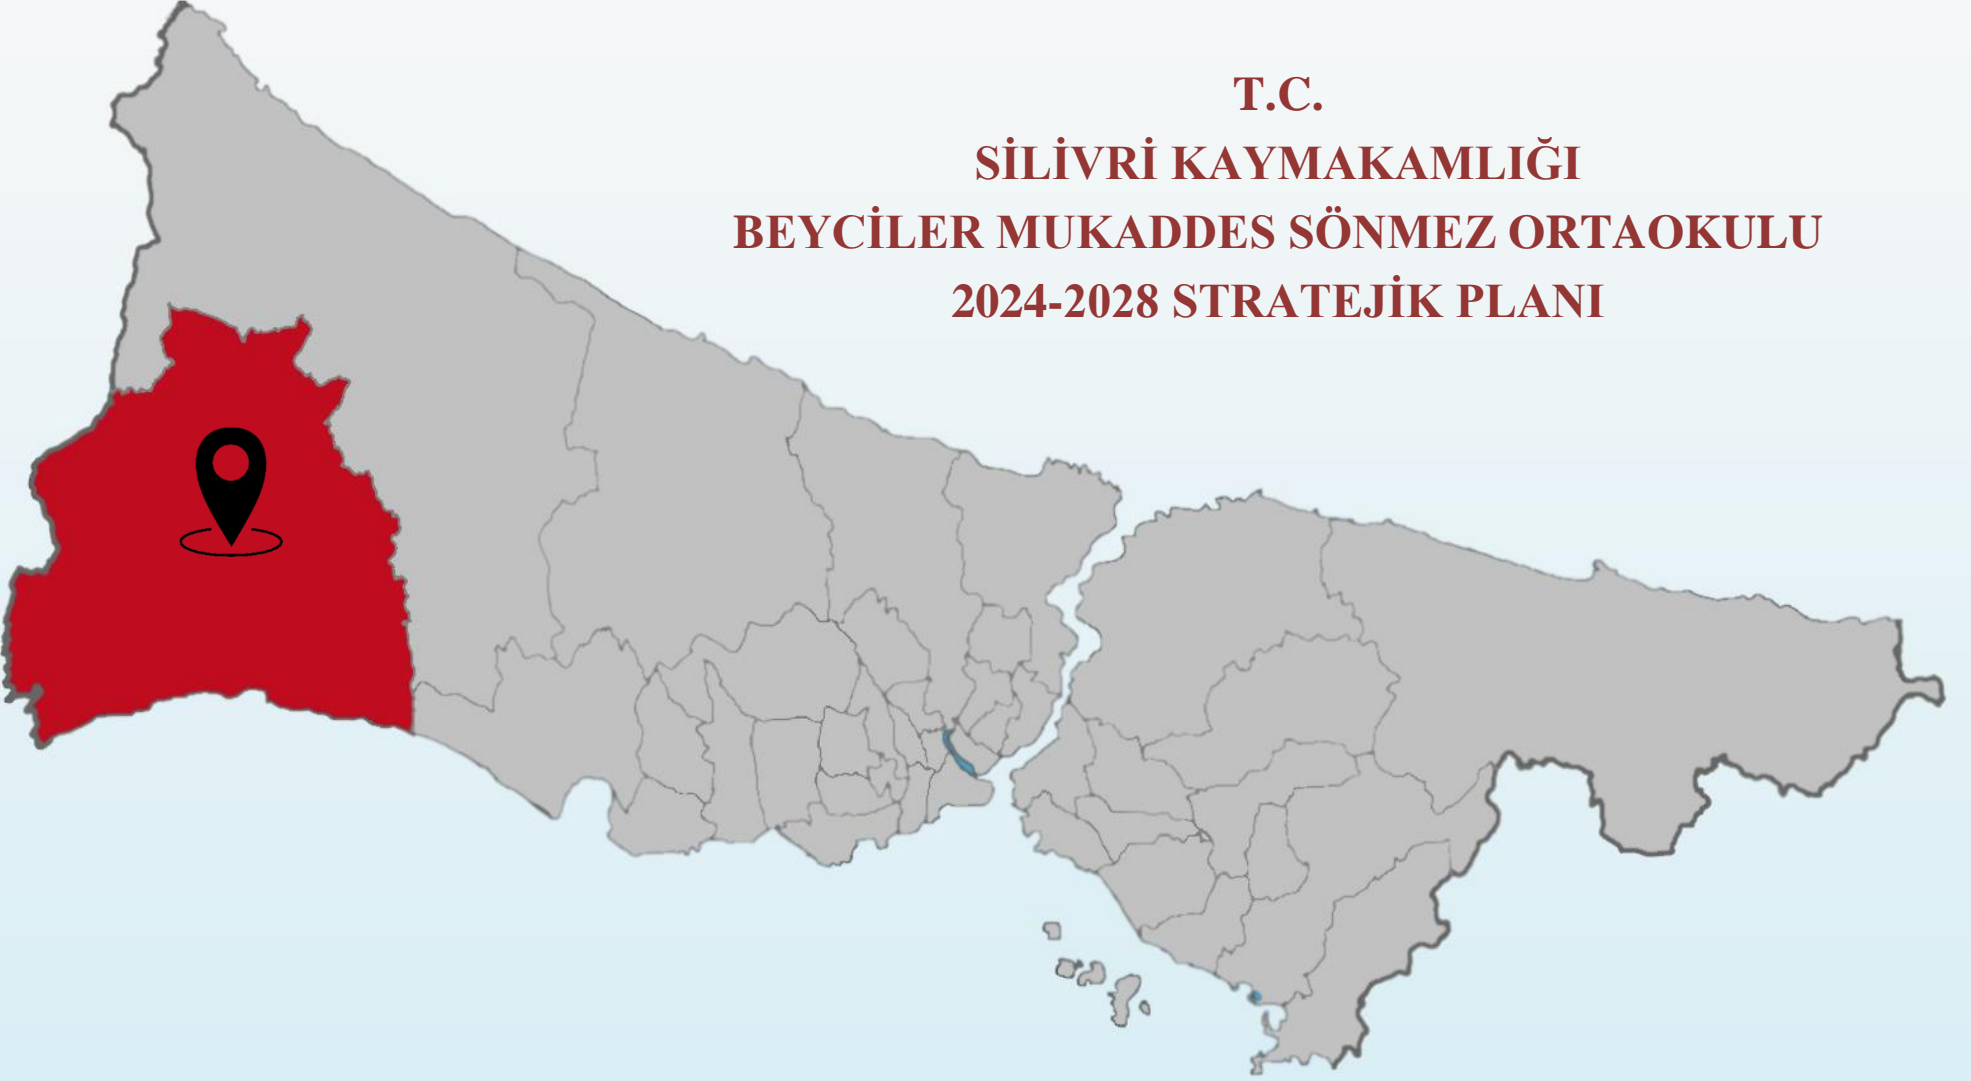 T.C.
SİLİVRİ KAYMAKAMLIĞI
BEYCİLER MUKADDES SÖNMEZ ORTAOKULU
2024-2028 STRATEJİK PLANI